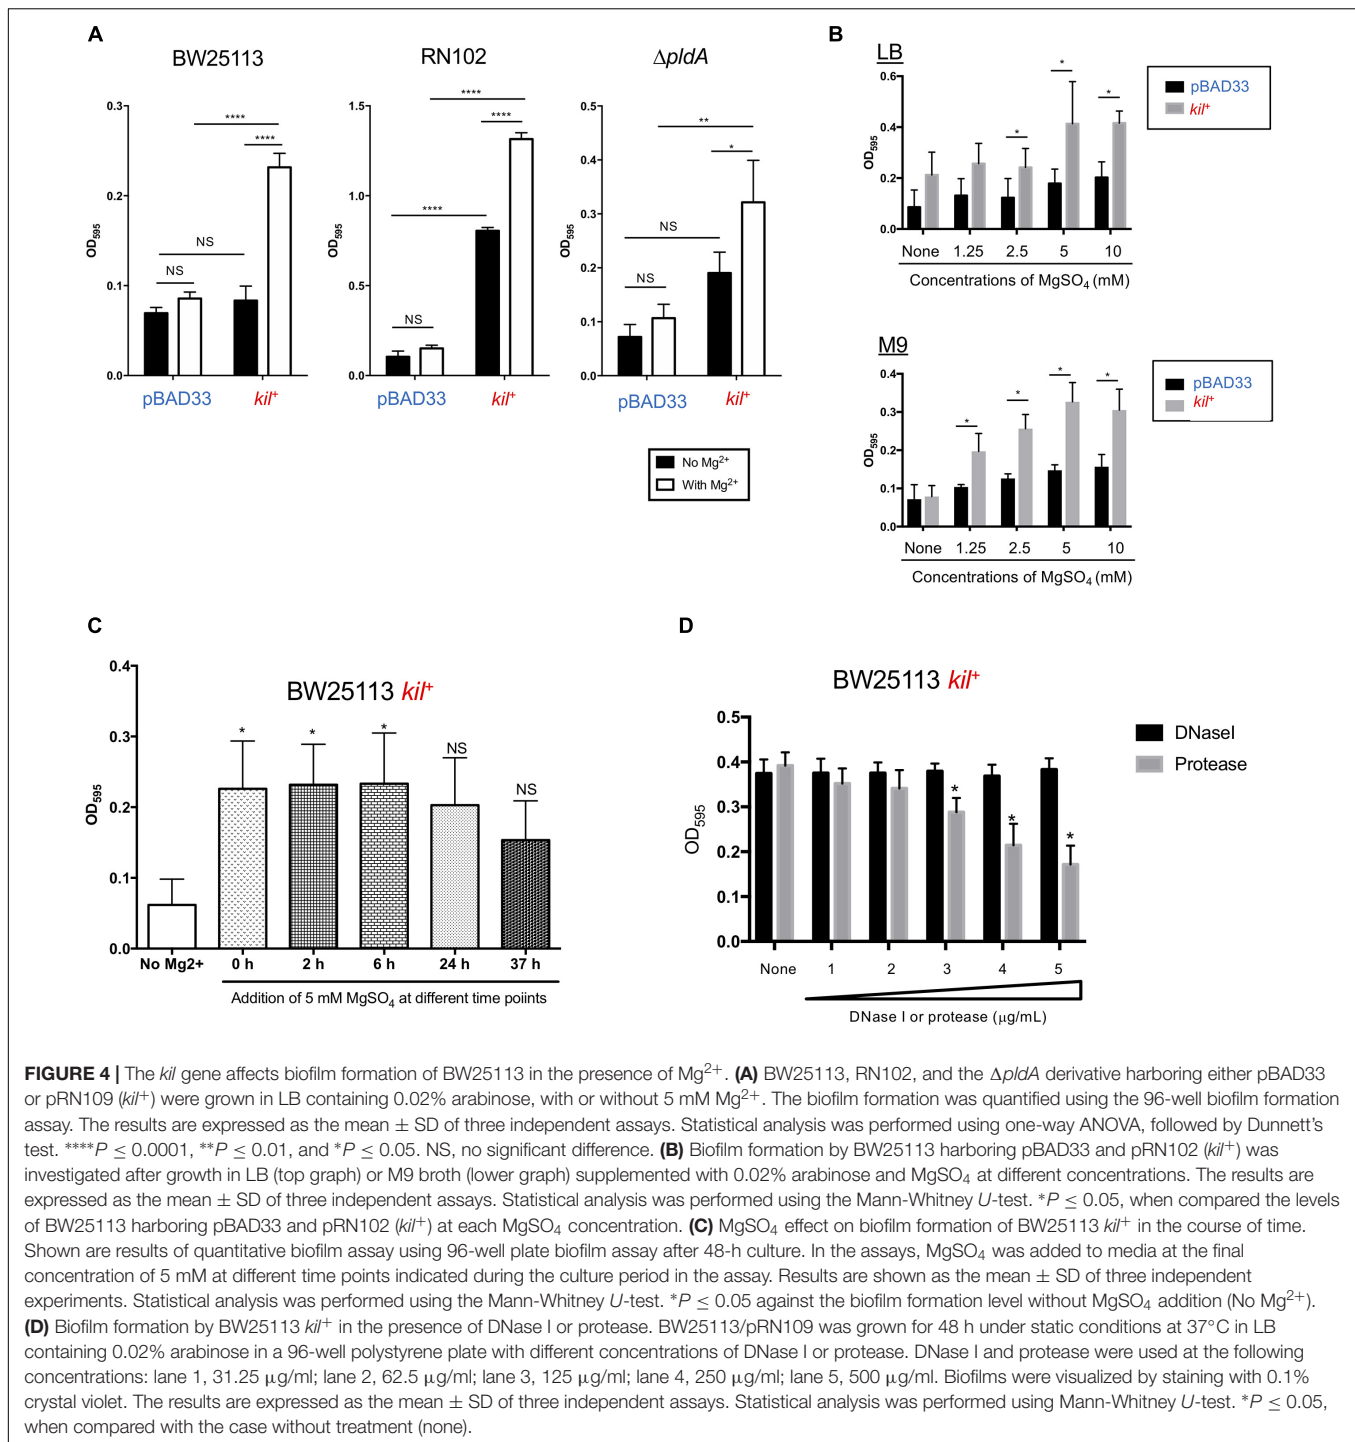 A
BW25113
RN102
ΔpldA
0.3
0.2
0.1
0.0
OD595
****
****
NS
NS
pBAD33
kil+
1.5
1.0
0.5
0.0
OD595
****
****
****
NS
pBAD33
kil+
0.5
0.4
0.3
0.2
0.1
0.0
OD595
**
*
NS
NS
pBAD33
kil+
No Mg2+
With Mg2+
B
LB
0.6
0.4
0.2
0.0
OD595
*
*
*
None 1.25 2.5 5 10
Concentrations of MgSO4 (mM)
pBAD33
kil+
M9
0.4
0.3
0.2
0.1
0.0
OD595
*
*
*
*
None 1.25 2.5 5 10
Concentrations of MgSO4 (mM)
pBAD33
kil+
C
BW25113 kil+
0.4
0.3
0.2
0.1
0.0
OD595
*
*
*
NS
NS
No Mg2+ 0 h 2 h 6 h 24 h 37 h
Addition of 5 mM MgSO4 at different time poiints
D
BW25113 kil+
0.5
0.4
0.3
0.2
0.1
0.0
OD595
*
*
*
None 1 2 3 4 5
DNase I or protease (μg/mL)
DNaseI
Protease
FIGURE 4 | The kil gene affects biofilm formation of BW25113 in the presence of Mg2+. (A) BW25113, RN102, and the ΔpldA derivative harboring either pBAD33
or pRN109 (kil+) were grown in LB containing 0.02% arabinose, with or without 5 mM Mg2+. The biofilm formation was quantified using the 96-well biofilm formation
assay. The results are expressed as the mean ± SD of three independent assays. Statistical analysis was performed using one-way ANOVA, followed by Dunnett's
test. ****P ≤ 0.0001, **P ≤ 0.01, and *P ≤ 0.05. NS, no significant difference. (B) Biofilm formation by BW25113 harboring pBAD33 and pRN102 (kil+) was
investigated after growth in LB (top graph) or M9 broth (lower graph) supplemented with 0.02% arabinose and MgSO4 at different concentrations. The results are
expressed as the mean ± SD of three independent assays. Statistical analysis was performed using the Mann-Whitney U-test. *P ≤ 0.05, when compared the levels
of BW25113 harboring pBAD33 and pRN102 (kil+) at each MgSO4 concentration. (C) MgSO4 effect on biofilm formation of BW25113 kil+ in the course of time.
Shown are results of quantitative biofilm assay using 96-well plate biofilm assay after 48-h culture. In the assays, MgSO4 was added to media at the final
concentration of 5 mM at different time points indicated during the culture period in the assay. Results are shown as the mean ± SD of three independent
experiments. Statistical analysis was performed using the Mann-Whitney U-test. *P ≤ 0.05 against the biofilm formation level without MgSO4 addition (No Mg2+).
(D) Biofilm formation by BW25113 kil+ in the presence of DNase I or protease. BW25113/pRN109 was grown for 48 h under static conditions at 37°C in LB
containing 0.02% arabinose in a 96-well polystyrene plate with different concentrations of DNase I or protease. DNase I and protease were used at the following
concentrations: lane 1, 31.25 μg/ml; lane 2, 62.5 μg/ml; lane 3, 125 μg/ml; lane 4, 250 μg/ml; lane 5, 500 μg/ml. Biofilms were visualized by staining with 0.1%
crystal violet. The results are expressed as the mean ± SD of three independent assays. Statistical analysis was performed using Mann-Whitney U-test. *P ≤ 0.05,
when compared with the case without treatment (none).